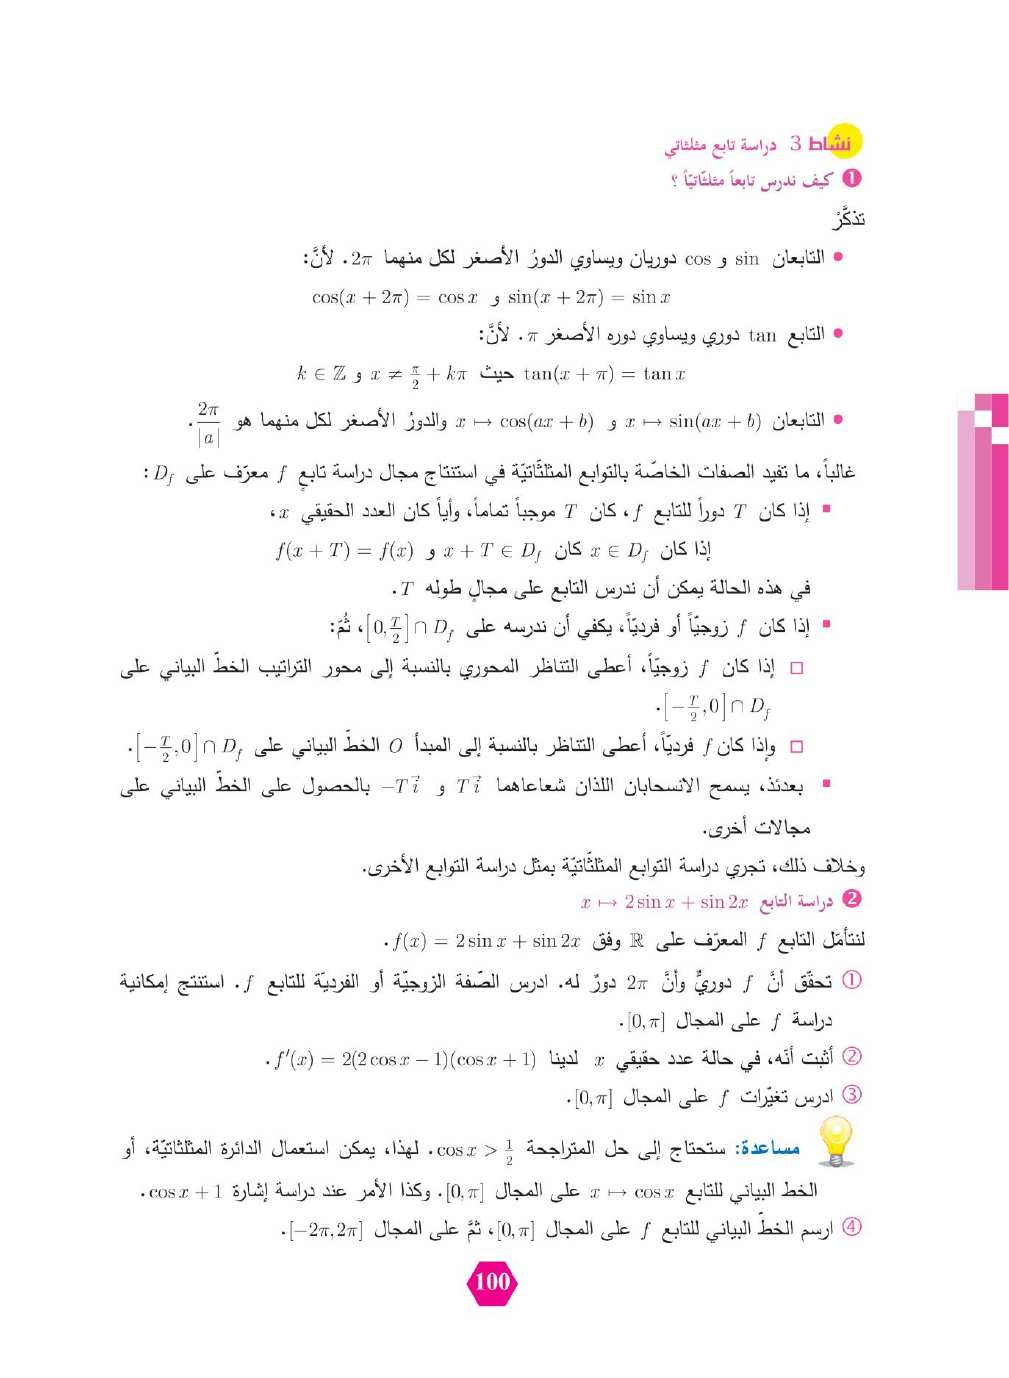 نشاط 3 دراسة تابع مثلثاتي
❶ كيف ندرس تابعاً مثلثّاتيّاً ؟
تذكَّرْ
• التابعان sin و cos دوريان ويساوي الدورُ الأصغر لكل منهما 2π. لأنَّ:
sin(x + 2π) = sin x و cos(x + 2π) = cos x
• التابع tan دوري ويساوي دوره الأصغر π. لأنَّ:
tan(x + π) = tan x حيث x ≠ π/2 + kπ و k ∈ ℤ
• التابعان x ↦ sin(ax + b) و x ↦ cos(ax + b) والدورُ الأصغر لكل منهما هو 2π/|a|.
غالباً، ما تفيد الصفات الخاصّة بالتوابع المثلثّاتيّة في استنتاج مجال دراسة تابعٍ f معرّف على D_f:
▪ إذا كان T دوراً للتابع f، كان T موجباً تماماً، وأياً كان العدد الحقيقي x،
إذا كان x ∈ D_f كان x + T ∈ D_f و f(x + T) = f(x)
في هذه الحالة يمكن أن ندرس التابع على مجالٍ طوله T.
▪ إذا كان f زوجيّاً أو فرديّاً، يكفي أن ندرسه على [0, T/2] ∩ D_f، ثُمَّ:
□ إذا كان f زوجيّاً، أعطى التناظر المحوري بالنسبة إلى محور التراتيب الخطّ البياني على
[−T/2, 0] ∩ D_f.
□ وإذا كان f فرديّاً، أعطى التناظر بالنسبة إلى المبدأ O الخطّ البياني على [−T/2, 0] ∩ D_f.
▪ بعدئذ، يسمح الانسحابان اللذان شعاعاهما T i⃗ و −T i⃗ بالحصول على الخطّ البياني على
مجالات أخرى.
وخلاف ذلك، تجري دراسة التوابع المثلثّاتيّة بمثل دراسة التوابع الأخرى.
❷ دراسة التابع x ↦ 2 sin x + sin 2x
لنتأمّل التابع f المعرّف على ℝ وفق f(x) = 2 sin x + sin 2x.
① تحقّق أنَّ f دوريٌّ وأنَّ 2π دورٌ له. ادرس الصّفة الزوجيّة أو الفرديّة للتابع f. استنتج إمكانية
دراسة f على المجال [0, π].
② أثبت أنّه، في حالة عدد حقيقي x لدينا f′(x) = 2(2 cos x − 1)(cos x + 1).
③ ادرس تغيّرات f على المجال [0, π].
مساعدة: ستحتاج إلى حل المتراجحة cos x > 1/2. لهذا، يمكن استعمال الدائرة المثلثاتيّة، أو
الخط البياني للتابع x ↦ cos x على المجال [0, π]. وكذا الأمر عند دراسة إشارة cos x + 1.
④ ارسم الخطّ البياني للتابع f على المجال [0, π]، ثمَّ على المجال [−2π, 2π].
100